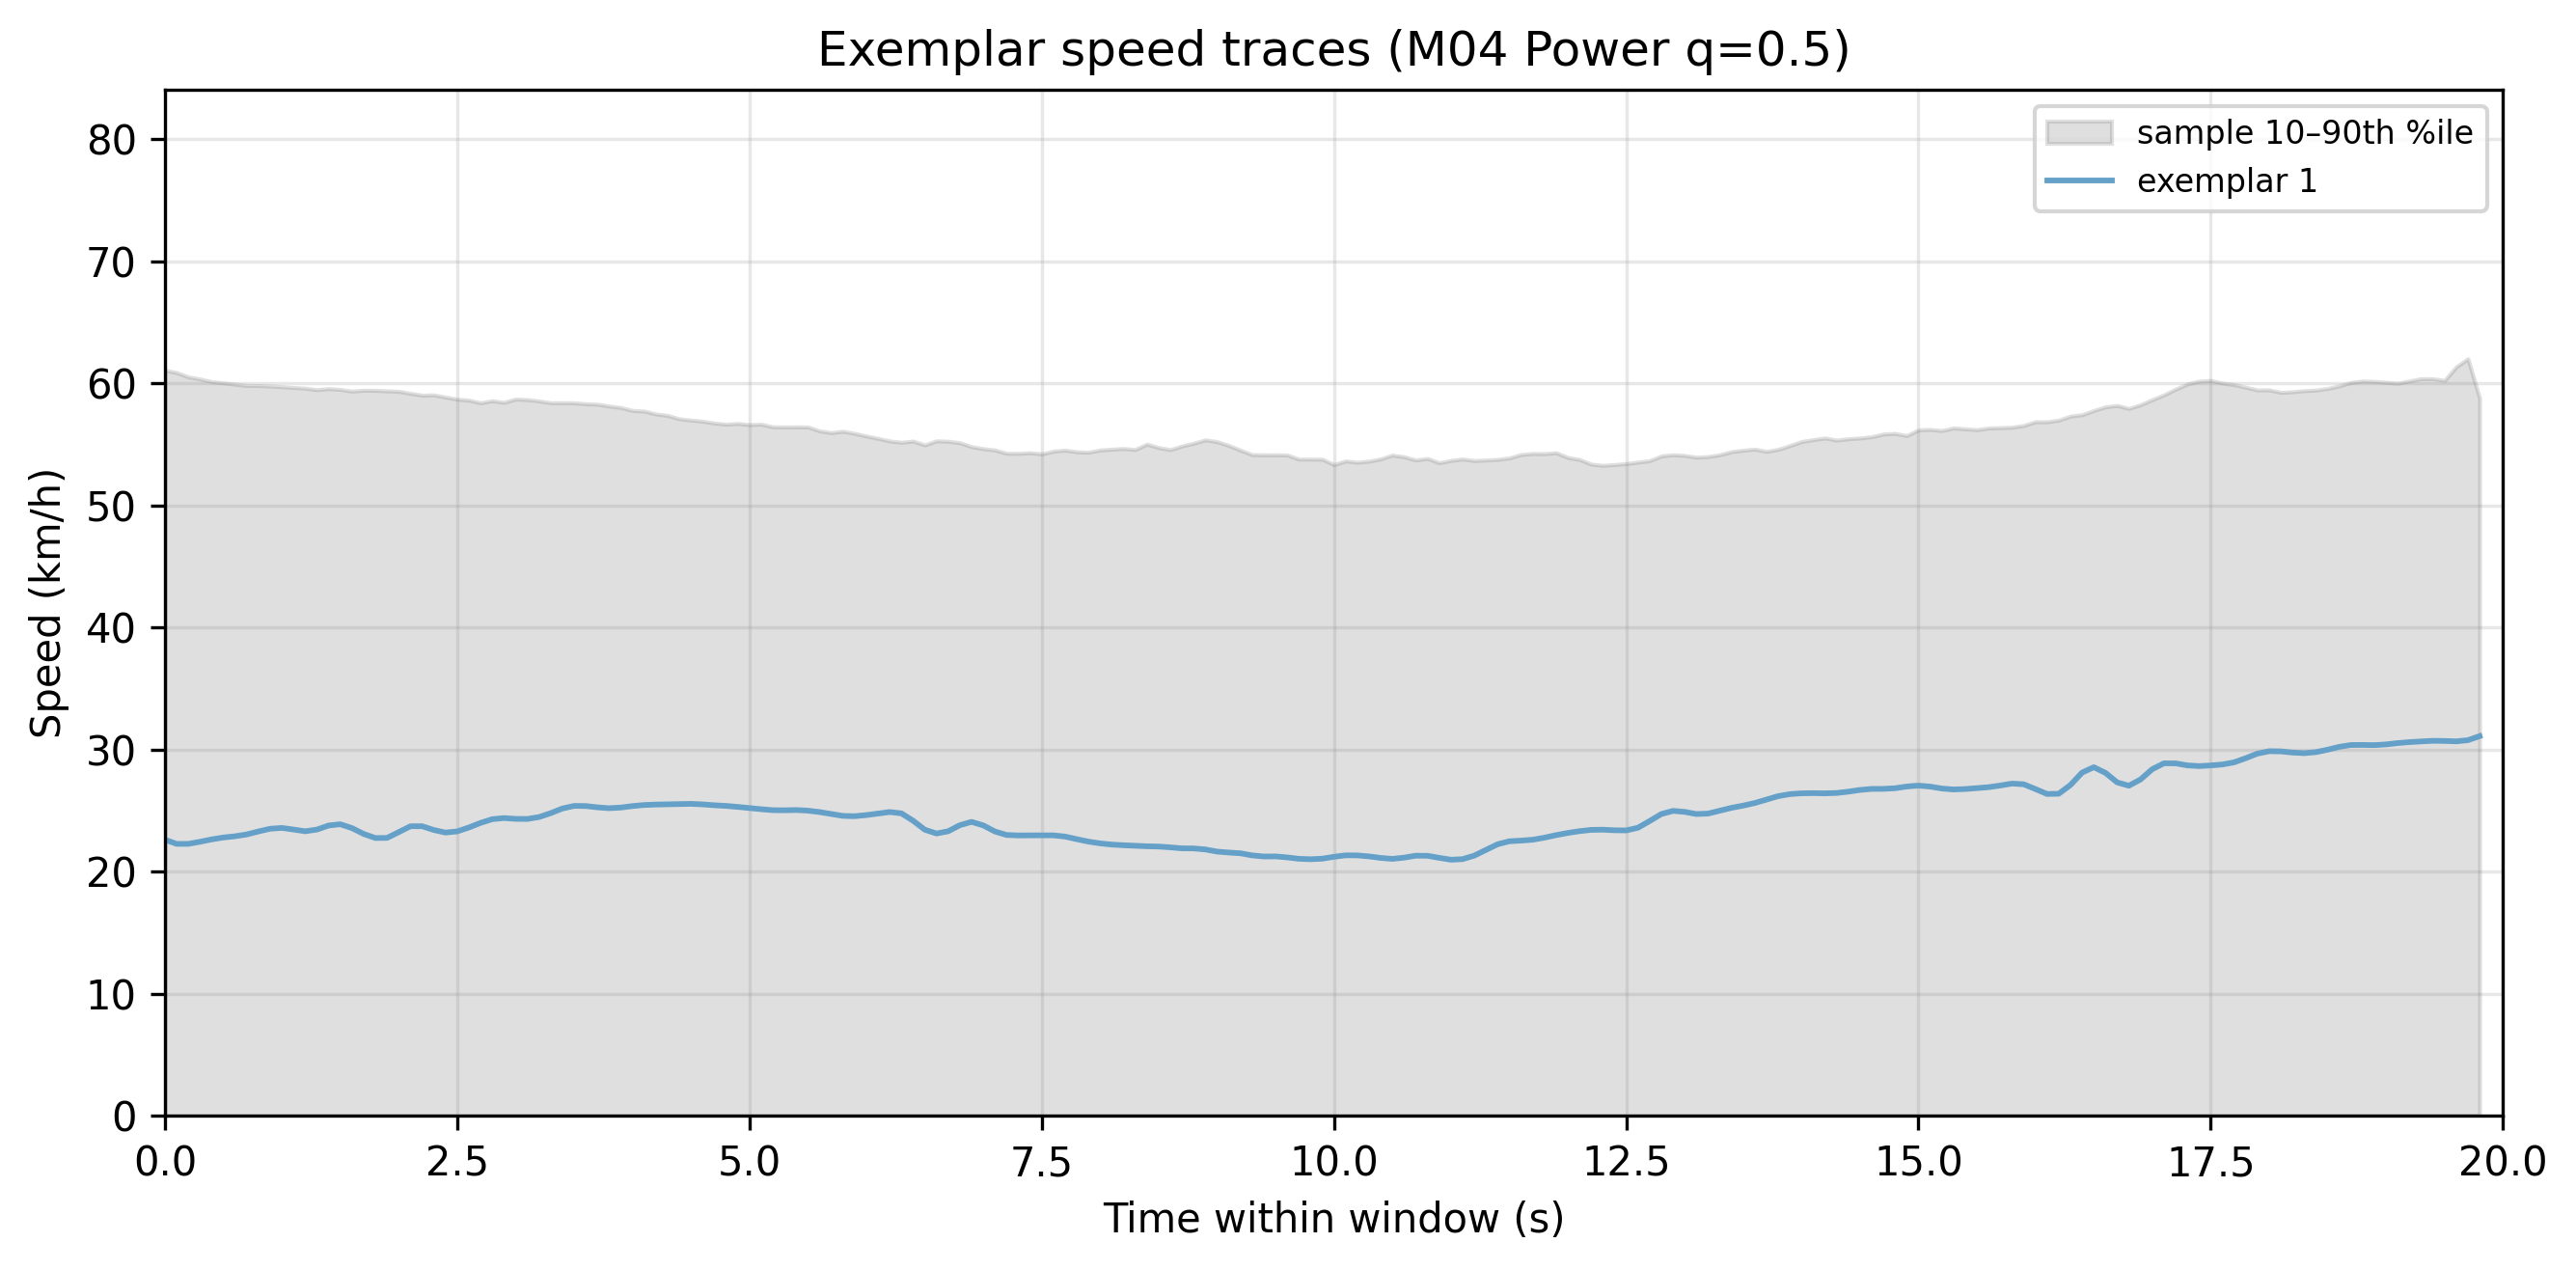 Exemplar speed traces (M04 Power q=0.5)
sample 10–90th %ile
exemplar 1
Speed (km/h)
80
70
60
50
40
30
20
10
0
0.0 2.5 5.0 7.5 10.0 12.5 15.0 17.5 20.0
Time within window (s)